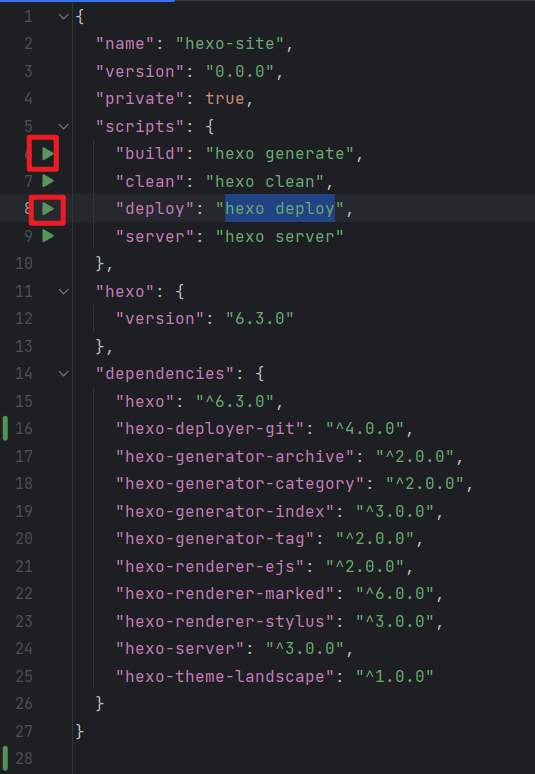 1 {
2   "name": "hexo-site",
3   "version": "0.0.0",
4   "private": true,
5   "scripts": {
6     "build": "hexo generate",
7     "clean": "hexo clean",
8     "deploy": "hexo deploy",
9     "server": "hexo server"
10   },
11   "hexo": {
12     "version": "6.3.0"
13   },
14   "dependencies": {
15     "hexo": "^6.3.0",
16     "hexo-deployer-git": "^4.0.0",
17     "hexo-generator-archive": "^2.0.0",
18     "hexo-generator-category": "^2.0.0",
19     "hexo-generator-index": "^3.0.0",
20     "hexo-generator-tag": "^2.0.0",
21     "hexo-renderer-ejs": "^2.0.0",
22     "hexo-renderer-marked": "^6.0.0",
23     "hexo-renderer-stylus": "^3.0.0",
24     "hexo-server": "^3.0.0",
25     "hexo-theme-landscape": "^1.0.0"
26   }
27 }
28